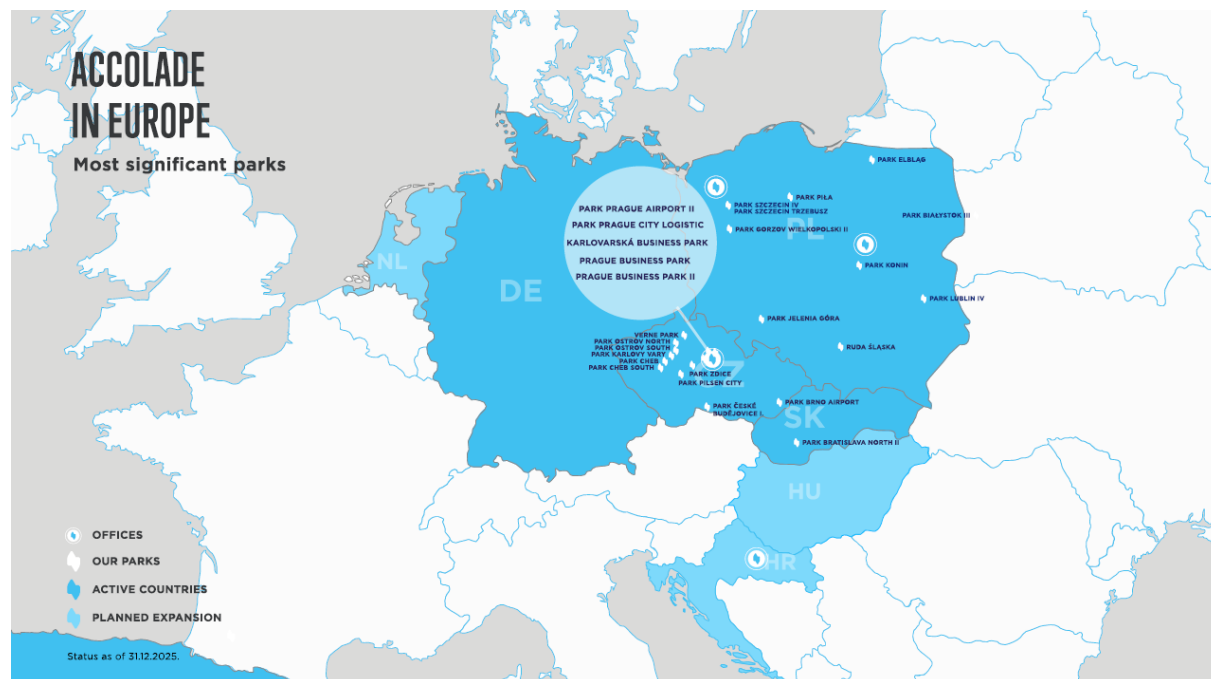 ACCOLADE
IN EUROPE
Most significant parks
PARK ELBLĄG
PARK PIŁA
PARK SZCZECIN IV
PARK SZCZECIN TRZEBUSZ
PARK BIAŁYSTOK III
PARK GORZOV WIELKOPOLSKI II
PL
PARK KONIN
PARK LUBLIN IV
PARK JELENIA GÓRA
RUDA ŚLĄSKA
PARK PRAGUE AIRPORT II
PARK PRAGUE CITY LOGISTIC
KARLOVARSKÁ BUSINESS PARK
PRAGUE BUSINESS PARK
PRAGUE BUSINESS PARK II
NL
DE
VERNE PARK
PARK OSTROV NORTH
PARK OSTROV SOUTH
PARK KARLOVY VARY
PARK CHEB
PARK CHEB SOUTH
CZ
PARK ZDICE
PARK PILSEN CITY
PARK ČESKÉ
BUDĚJOVICE I.
PARK BRNO AIRPORT
SK
PARK BRATISLAVA NORTH II
HU
HR
OFFICES
OUR PARKS
ACTIVE COUNTRIES
PLANNED EXPANSION
Status as of 31.12.2025.